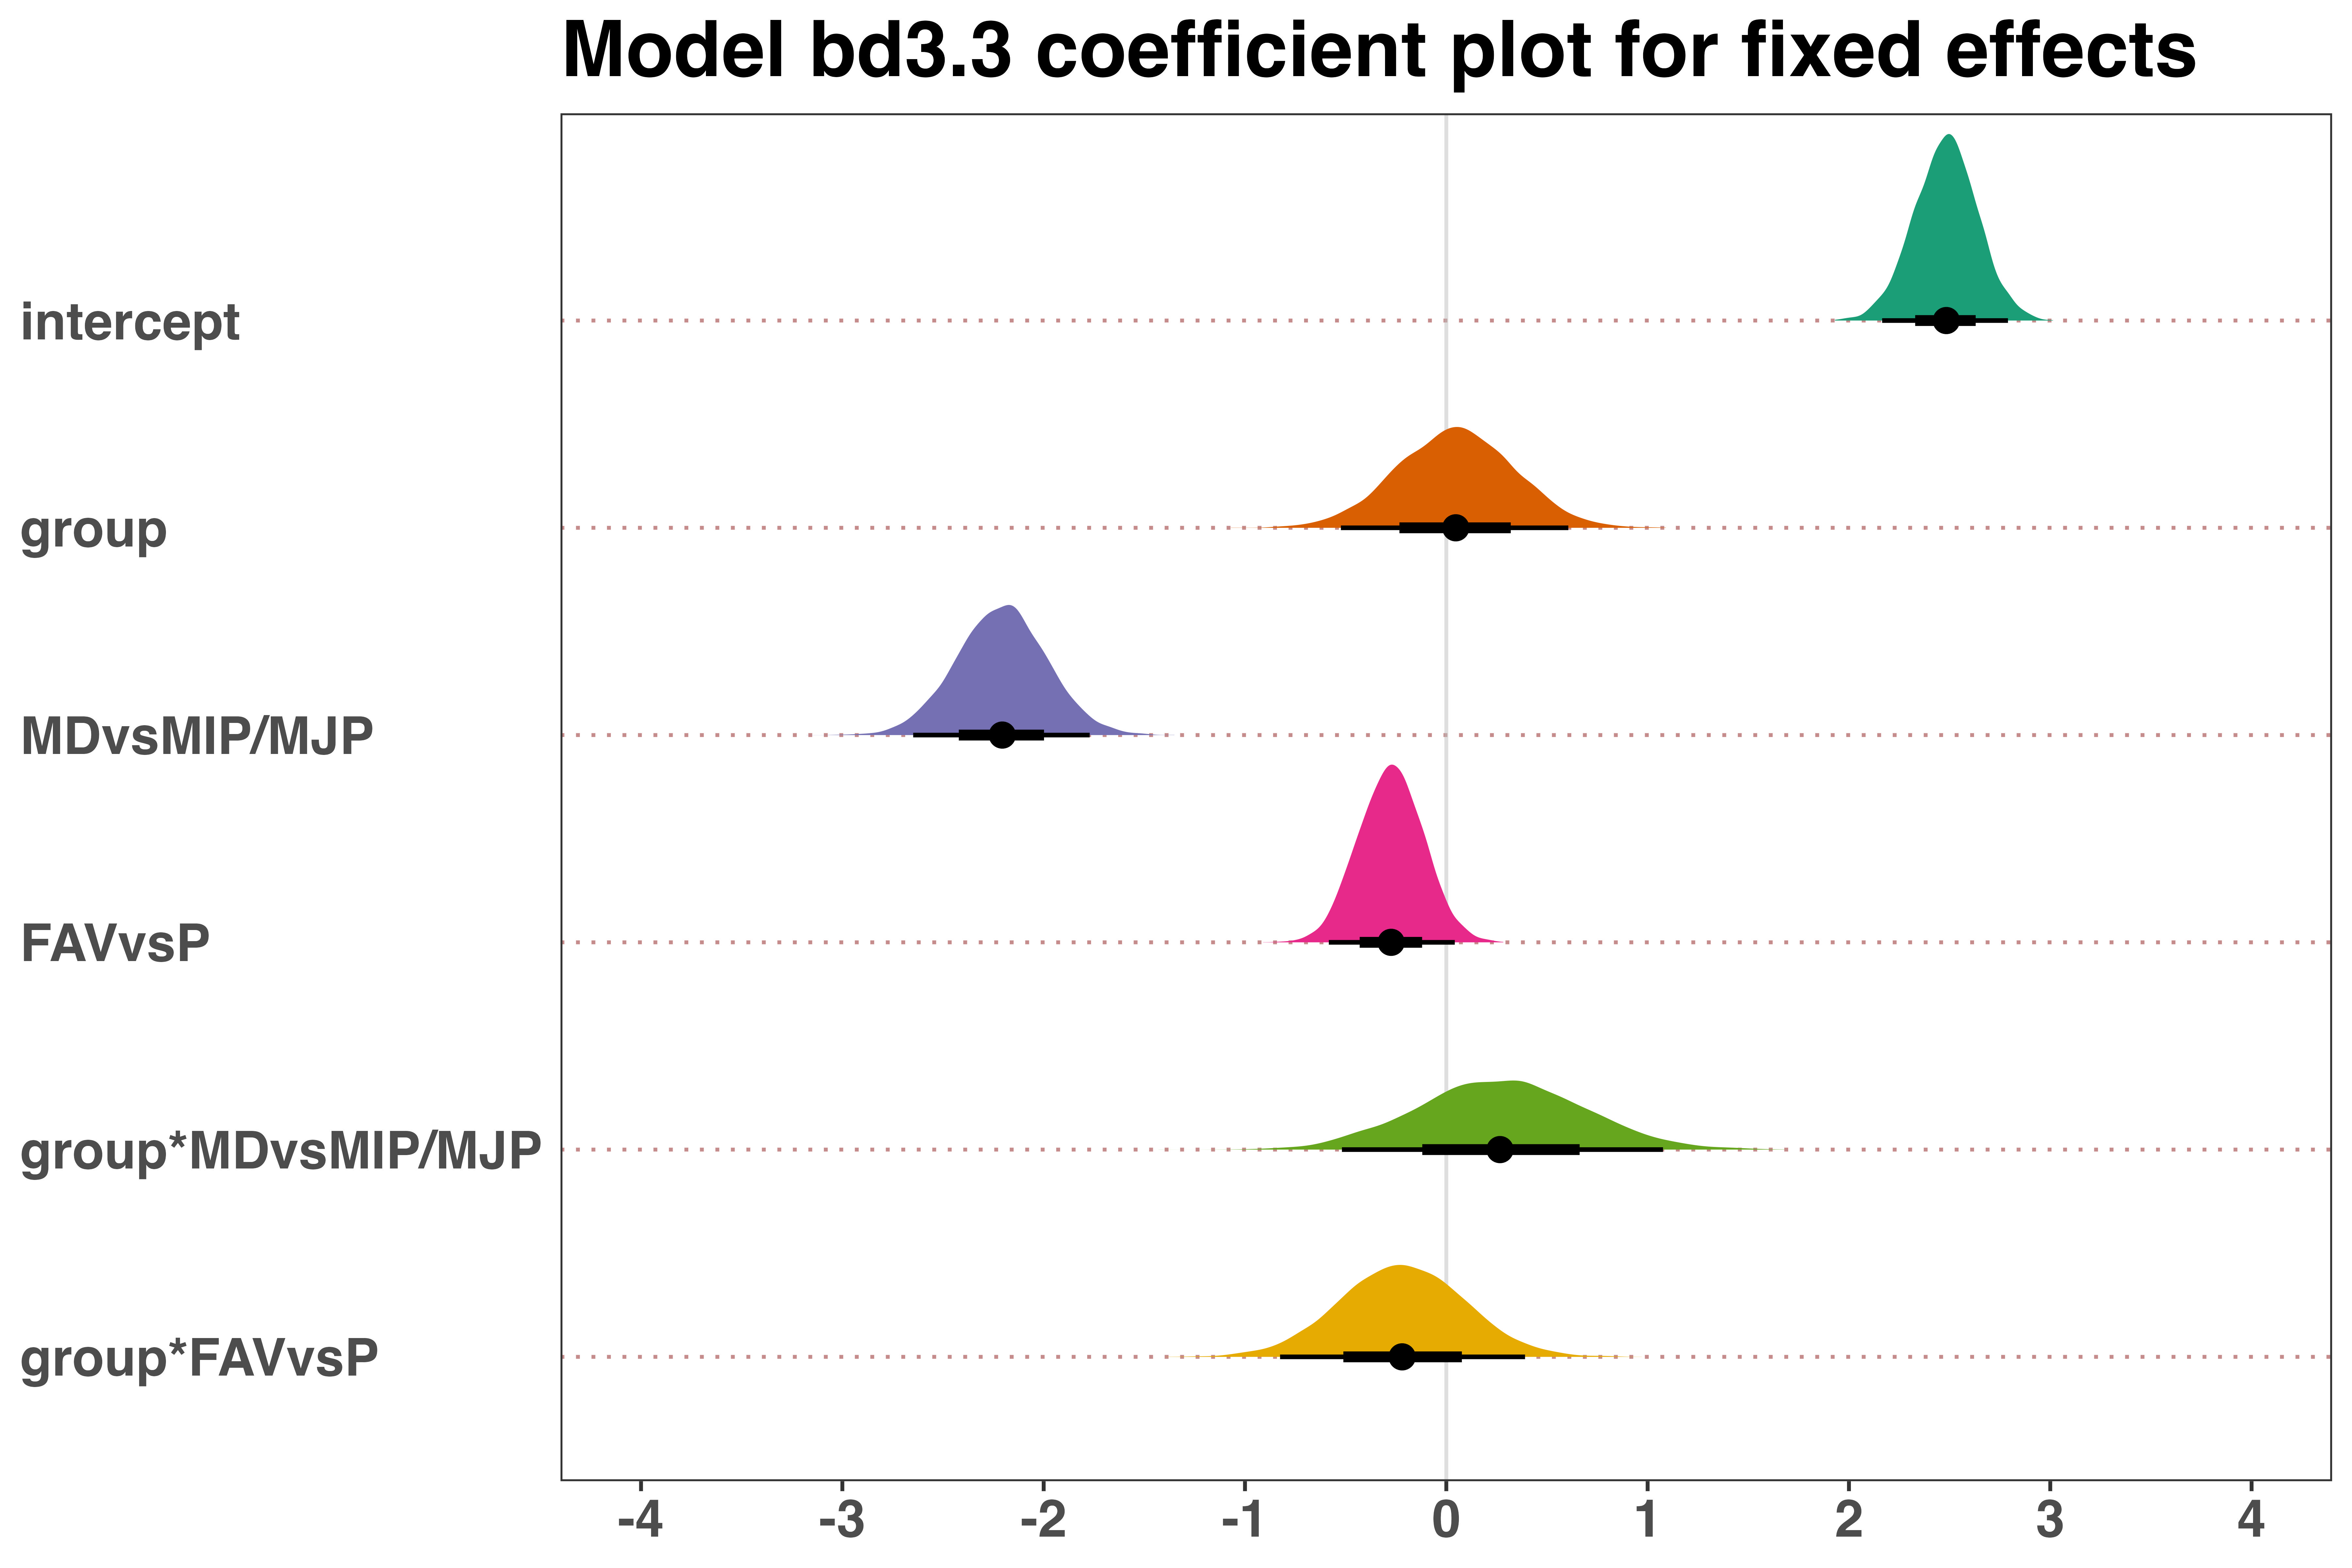 Model bd3.3 coefficient plot for fixed effects
intercept
group
MDvsMIP/MJP
FAVvsP
group*MDvsMIP/MJP
group*FAVvsP
-4 -3 -2 -1 0 1 2 3 4